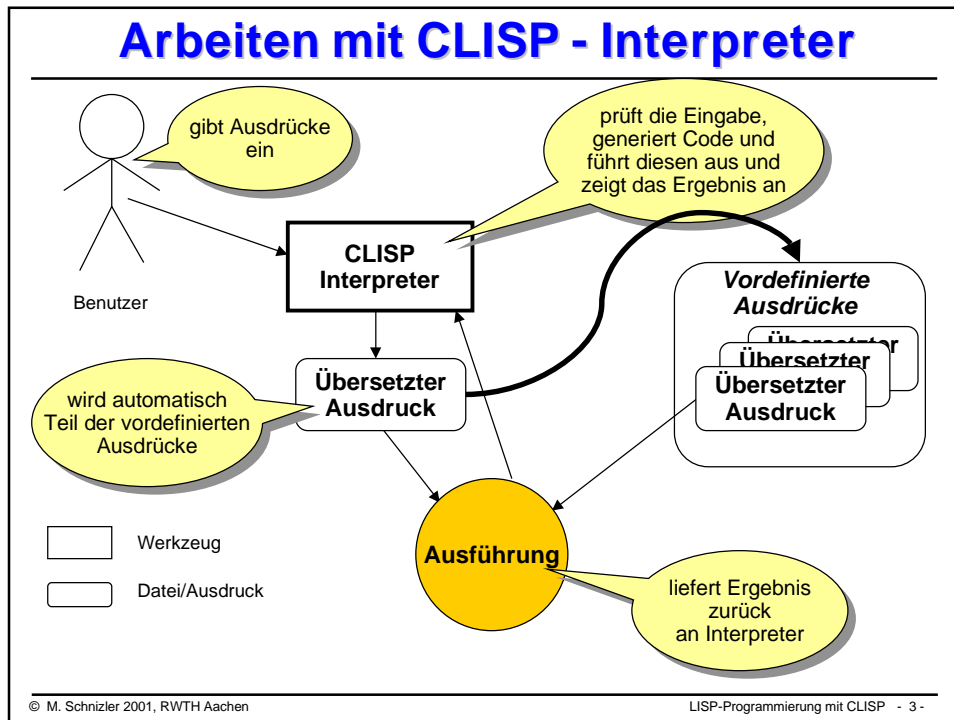 Arbeiten mit CLISP - Interpreter
gibt Ausdrücke
ein
prüft die Eingabe,
generiert Code und
führt diesen aus und
zeigt das Ergebnis an
CLISP
Interpreter
Benutzer
Vordefinierte
Ausdrücke
Übersetzter
Übersetzter
Übersetzter
Ausdruck
Übersetzter
Ausdruck
wird automatisch
Teil der vordefinierten
Ausdrücke
Ausführung
Werkzeug
Datei/Ausdruck
liefert Ergebnis
zurück
an Interpreter
© M. Schnizler 2001, RWTH Aachen
LISP-Programmierung mit CLISP - 3 -